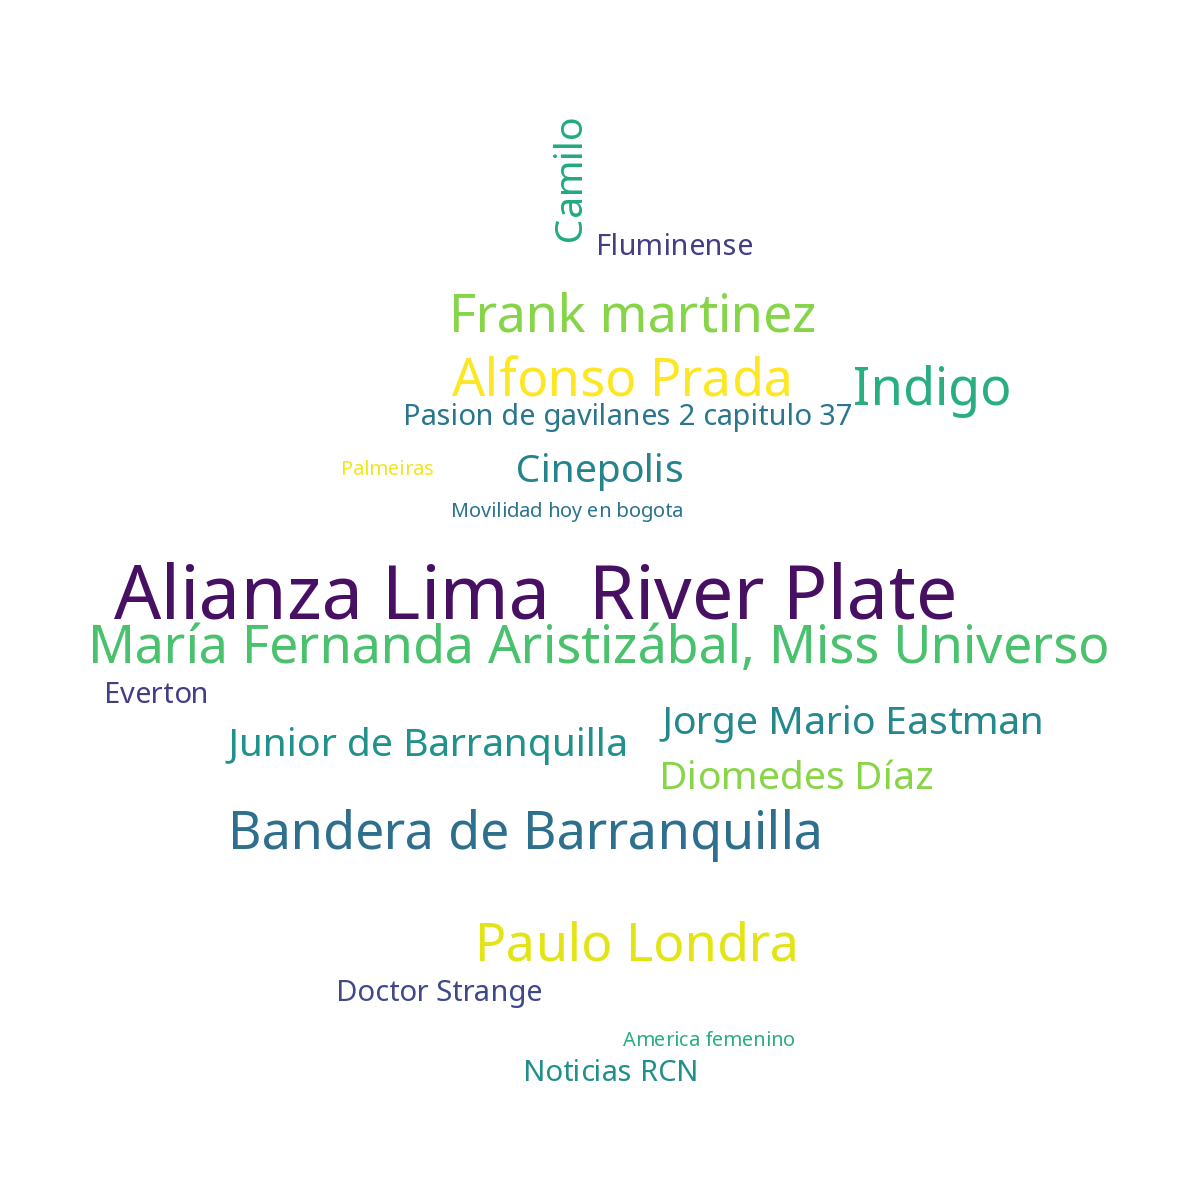 Camilo
Fluminense
Frank martinez
Alfonso Prada
Indigo
Pasion de gavilanes 2 capitulo 37
Palmeiras
Cinepolis
Movilidad hoy en bogota
Alianza Lima River Plate
María Fernanda Aristizábal, Miss Universo
Everton
Junior de Barranquilla
Jorge Mario Eastman
Diomedes Díaz
Bandera de Barranquilla
Paulo Londra
Doctor Strange
America femenino
Noticias RCN